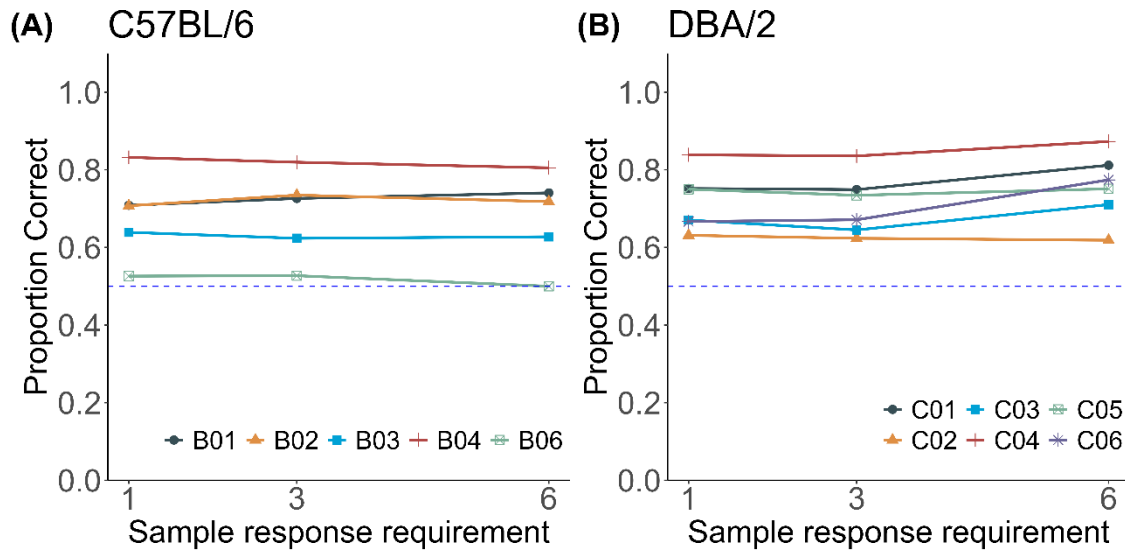 (A) C57BL/6
Proportion Correct
1.0
0.8
0.6
0.4
0.2
0.0
B01 B02 B03 B04 B06
1 3 6
Sample response requirement
(B) DBA/2
Proportion Correct
1.0
0.8
0.6
0.4
0.2
0.0
C01 C03 C05
C02 C04 C06
1 3 6
Sample response requirement